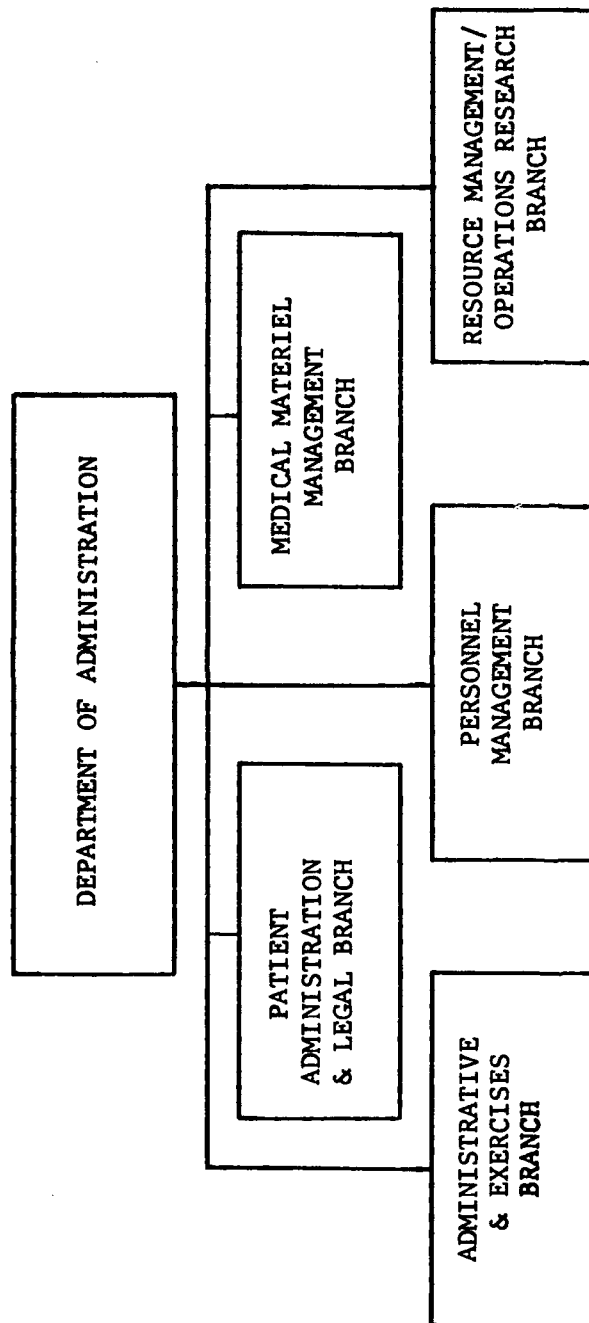 DEPARTMENT OF ADMINISTRATION
PATIENT
ADMINISTRATION
& LEGAL BRANCH
MEDICAL MATERIEL
MANAGEMENT
BRANCH
ADMINISTRATIVE
& EXERCISES
BRANCH
PERSONNEL
MANAGEMENT
BRANCH
RESOURCE MANAGEMENT/
OPERATIONS RESEARCH
BRANCH